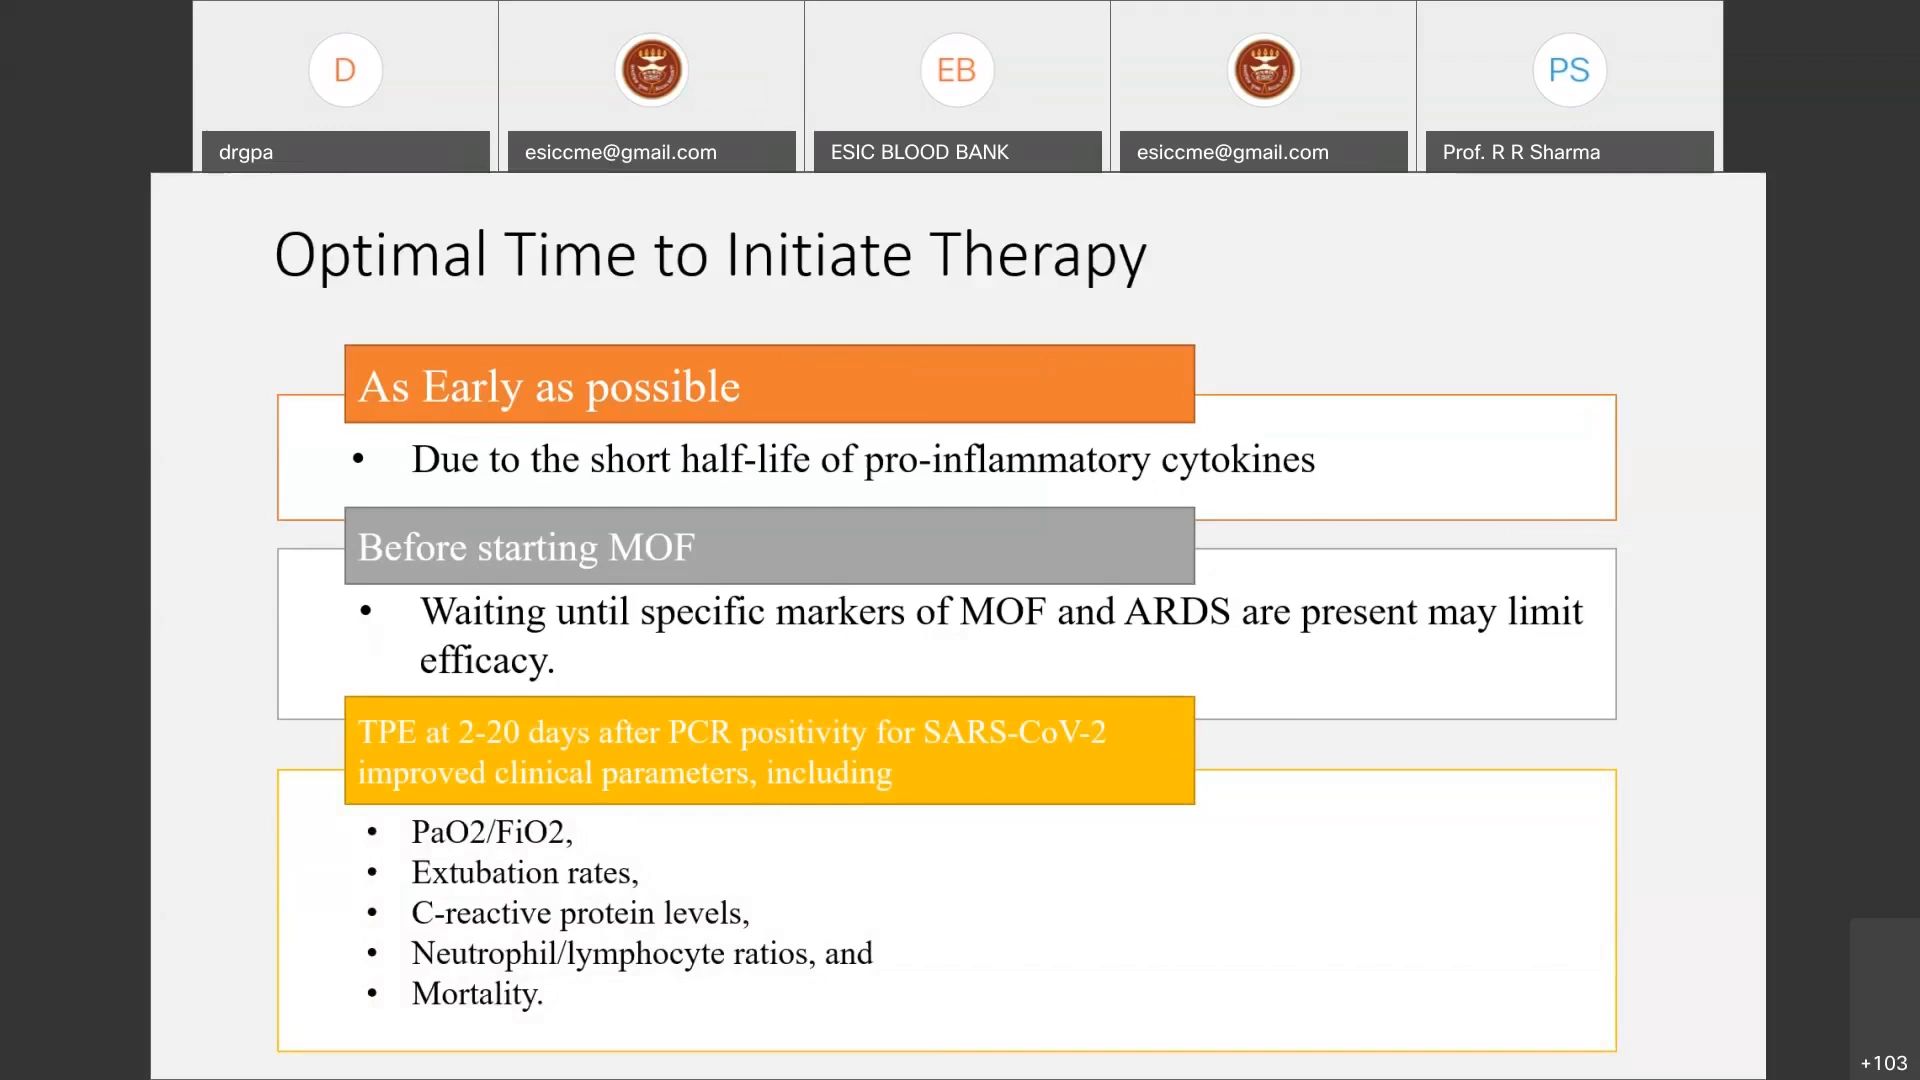 D
EB
PS
drgpa
esiccme@gmail.com
ESIC BLOOD BANK
esiccme@gmail.com
Prof. R R Sharma
Optimal Time to Initiate Therapy
As Early as possible
• Due to the short half-life of pro-inflammatory cytokines
Before starting MOF
• Waiting until specific markers of MOF and ARDS are present may limit
efficacy.
TPE at 2-20 days after PCR positivity for SARS-CoV-2
improved clinical parameters, including
• PaO2/FiO2,
• Extubation rates,
• C-reactive protein levels,
• Neutrophil/lymphocyte ratios, and
• Mortality.
+103